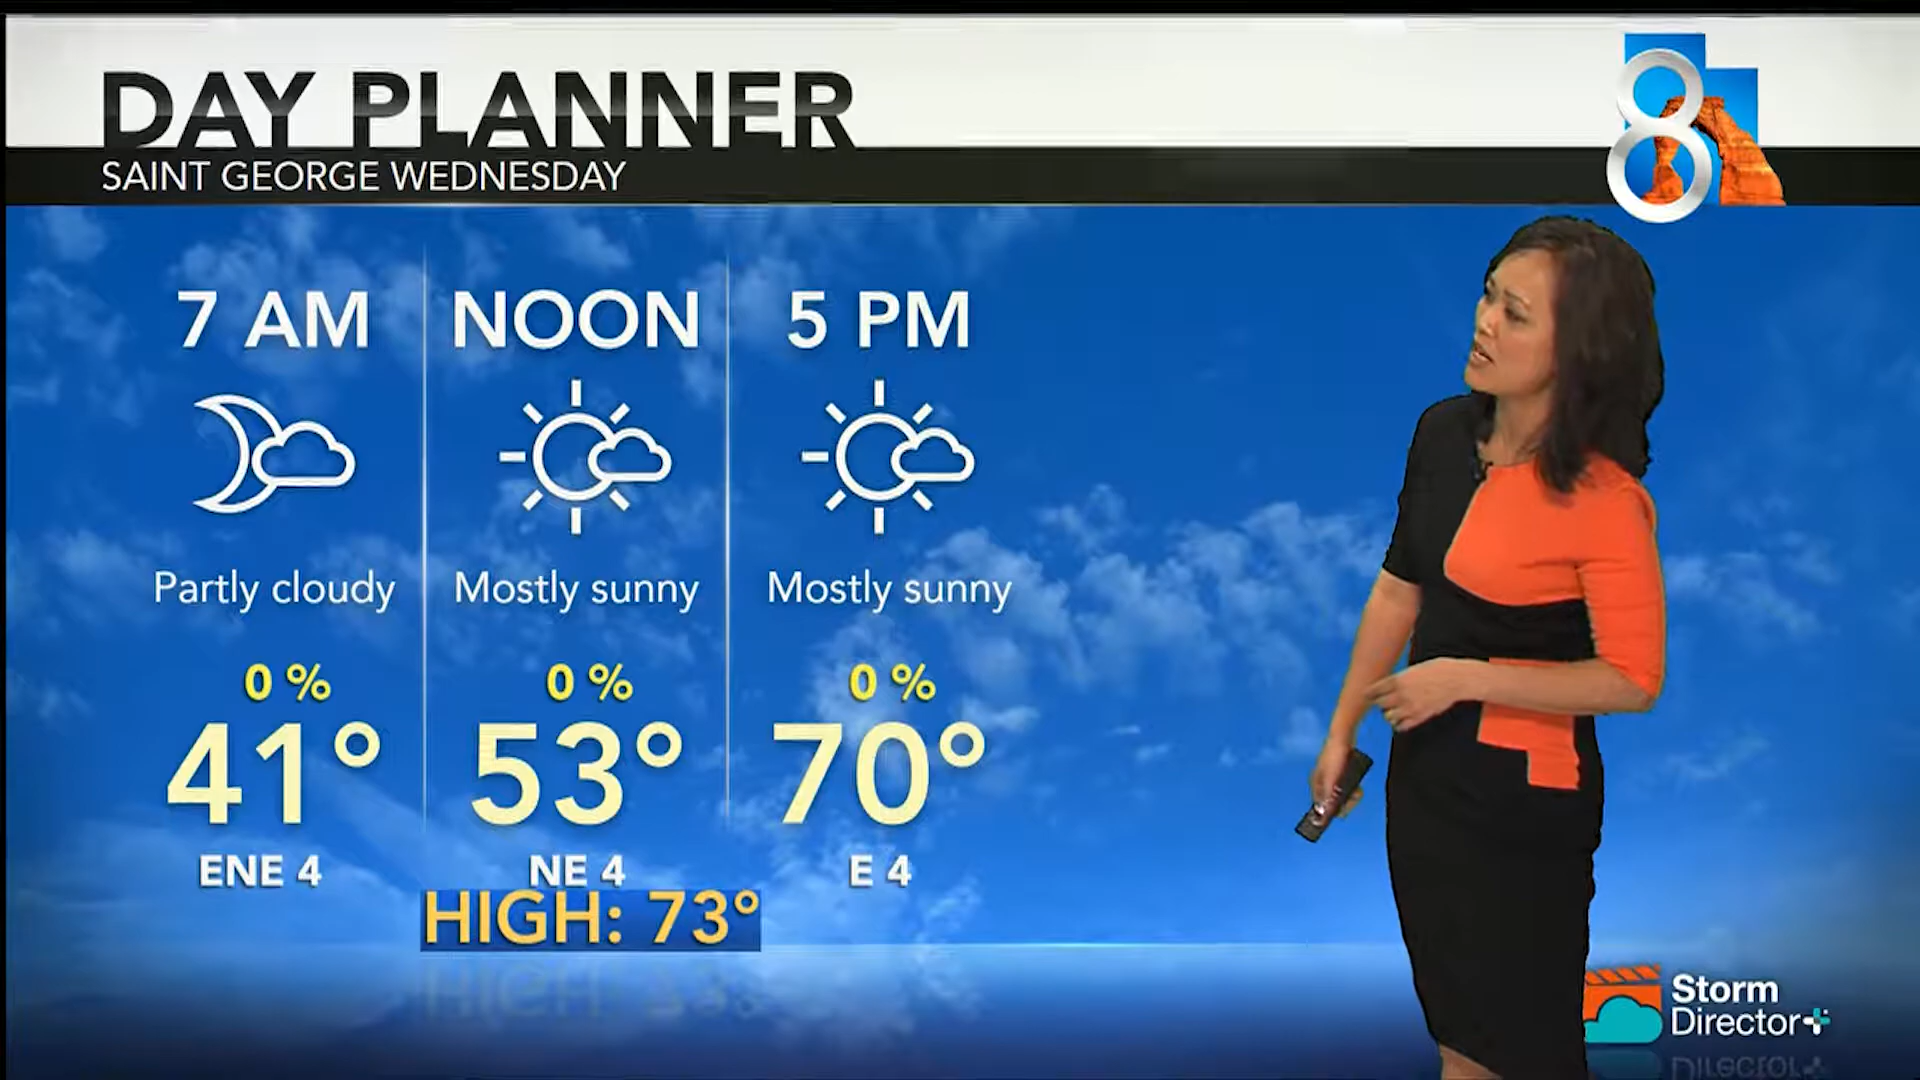 DAY PLANNER
SAINT GEORGE WEDNESDAY
8
7 AM NOON 5 PM
Partly cloudy Mostly sunny Mostly sunny
0 % 0 % 0 %
41° 53° 70°
ENE 4 NE 4 E 4
HIGH: 73°
Storm
Director+